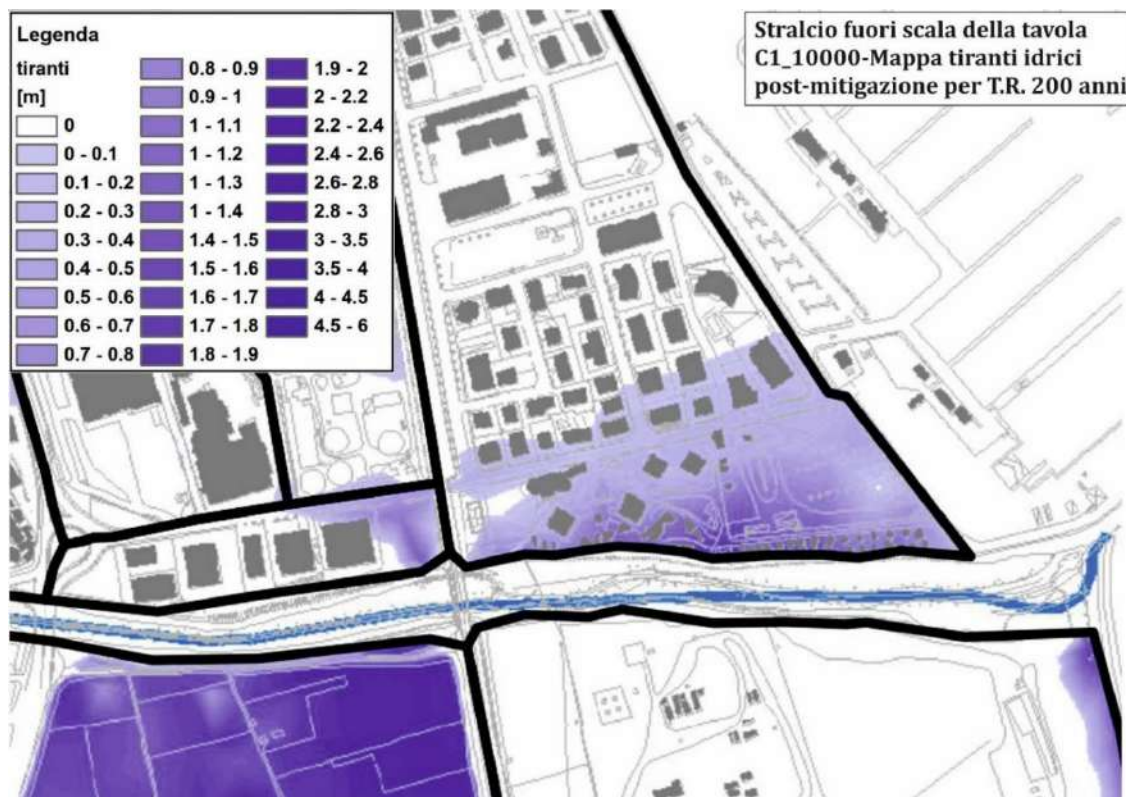 Legenda
tiranti
[m]
0
0 - 0.1
0.1 - 0.2
0.2 - 0.3
0.3 - 0.4
0.4 - 0.5
0.5 - 0.6
0.6 - 0.7
0.7 - 0.8
0.8 - 0.9
0.9 - 1
1 - 1.1
1 - 1.2
1 - 1.3
1 - 1.4
1.4 - 1.5
1.5 - 1.6
1.6 - 1.7
1.7 - 1.8
1.8 - 1.9
1.9 - 2
2 - 2.2
2.2 - 2.4
2.4 - 2.6
2.6- 2.8
2.8 - 3
3 - 3.5
3.5 - 4
4 - 4.5
4.5 - 6
Stralcio fuori scala della tavola
C1_10000-Mappa tiranti idrici
post-mitigazione per T.R. 200 anni